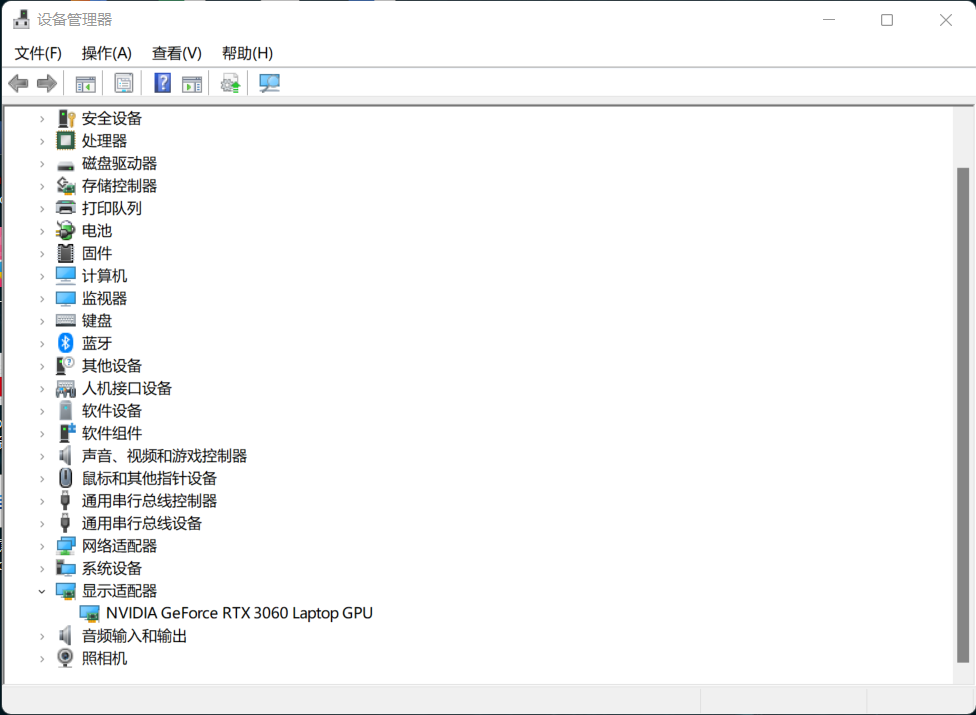 设备管理器
文件(F) 操作(A) 查看(V) 帮助(H)
安全设备
处理器
磁盘驱动器
存储控制器
打印队列
电池
固件
计算机
监视器
键盘
蓝牙
其他设备
人机接口设备
软件设备
软件组件
声音、视频和游戏控制器
鼠标和其他指针设备
通用串行总线控制器
通用串行总线设备
网络适配器
系统设备
显示适配器
NVIDIA GeForce RTX 3060 Laptop GPU
音频输入和输出
照相机